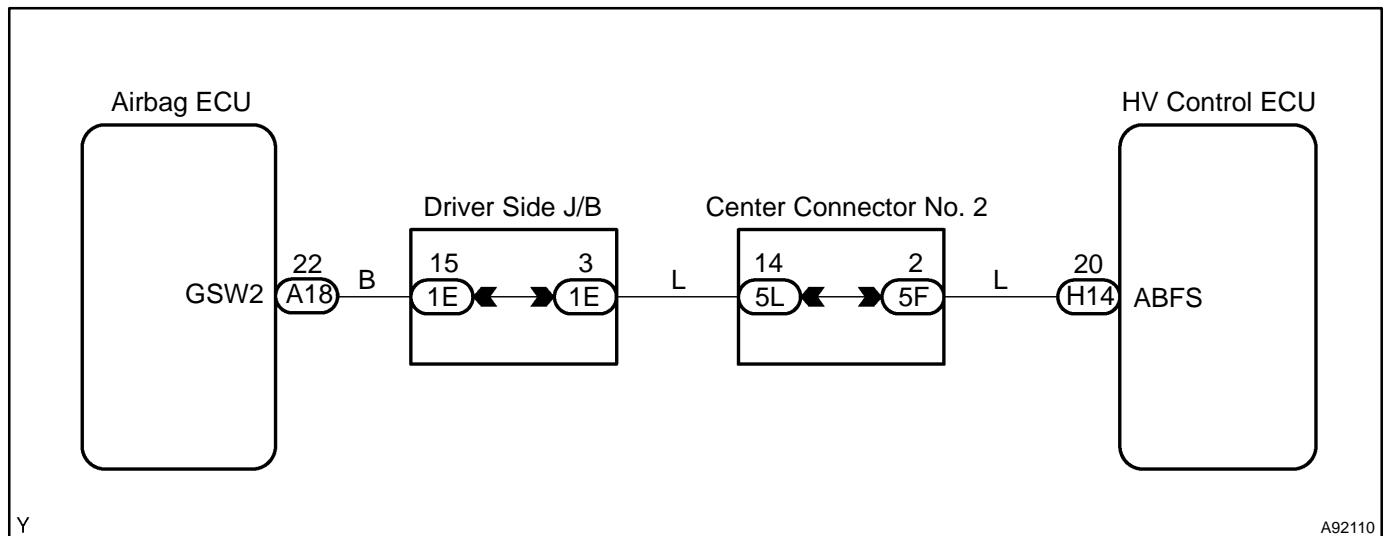 Airbag ECU
HV Control ECU
Driver Side J/B
Center Connector No. 2
22
15
3
14
2
20
GSW2
A18
B
1E
1E
L
5L
5F
L
H14
ABFS
Y
A92110